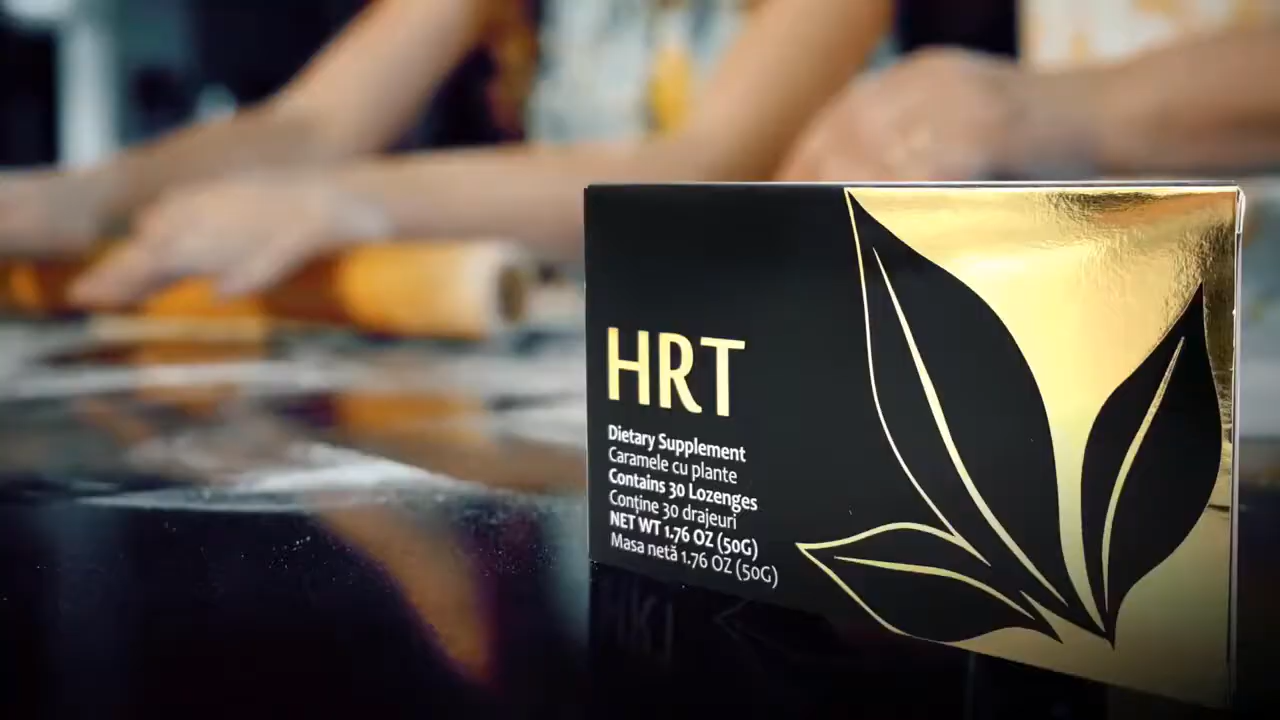 HRT
Dietary Supplement
Caramele cu plante
Contains 30 Lozenges
Conține 30 drajeuri
NET WT 1.76 OZ (50G)
Masa netă 1.76 OZ (50G)